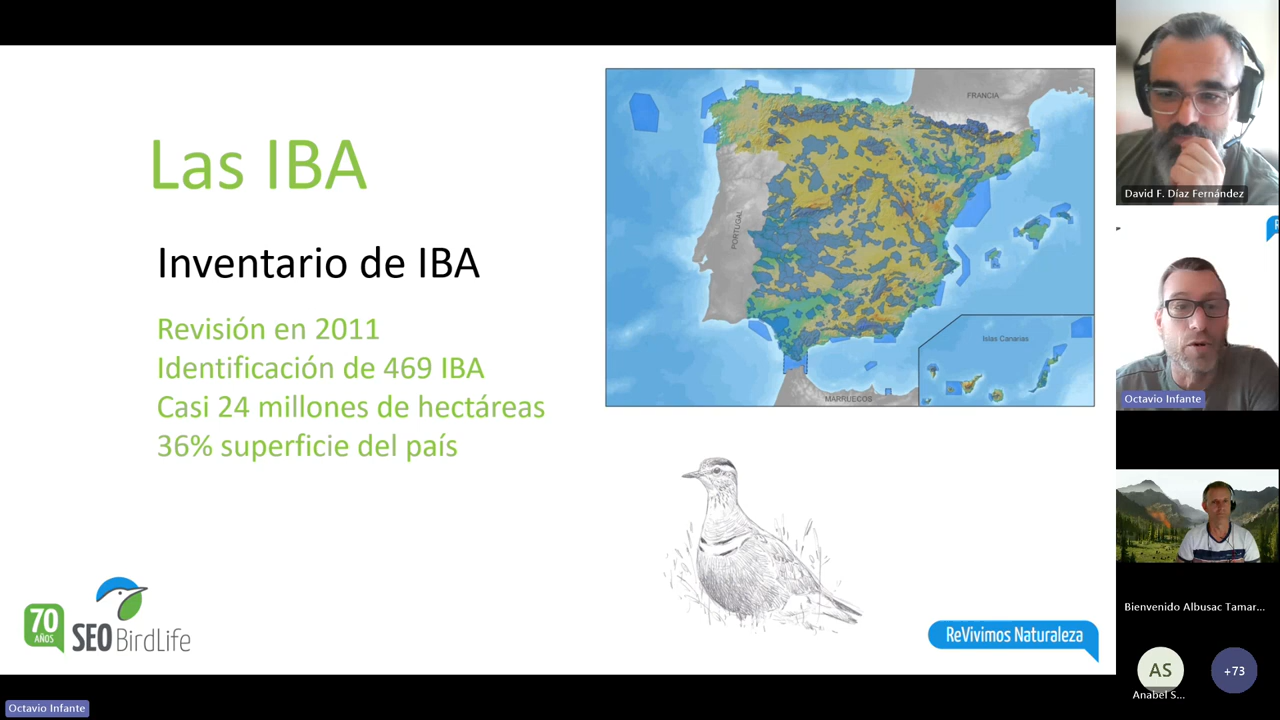 Las IBA
Inventario de IBA
Revisión en 2011
Identificación de 469 IBA
Casi 24 millones de hectáreas
36% superficie del país
FRANCIA
PORTUGAL
Islas Canarias
MARRUECOS
70
AÑOS
SEO BirdLife
ReVivimos Naturaleza
David F. Díaz Fernández
Octavio Infante
Bienvenido Albusac Tamar...
AS
Anabel S...
+73
Octavio Infante